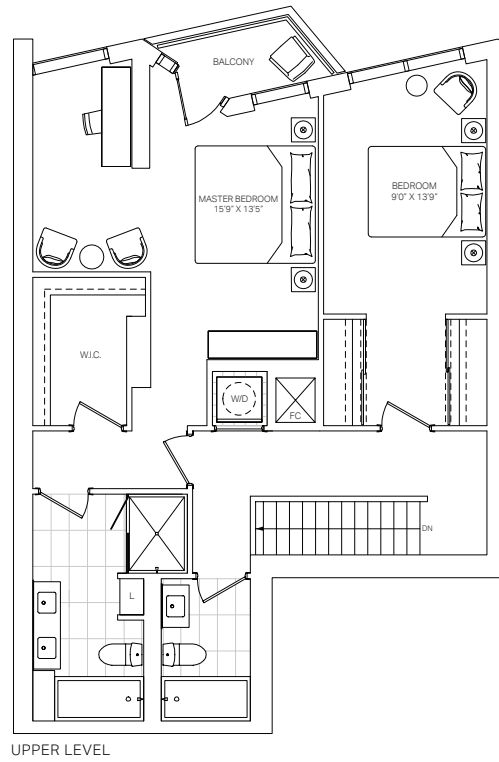 BALCONY
MASTER BEDROOM
15'9" X 13'5"
BEDROOM
9'0" X 13'9"
W.I.C.
W/D
FC
DN
L
UPPER LEVEL